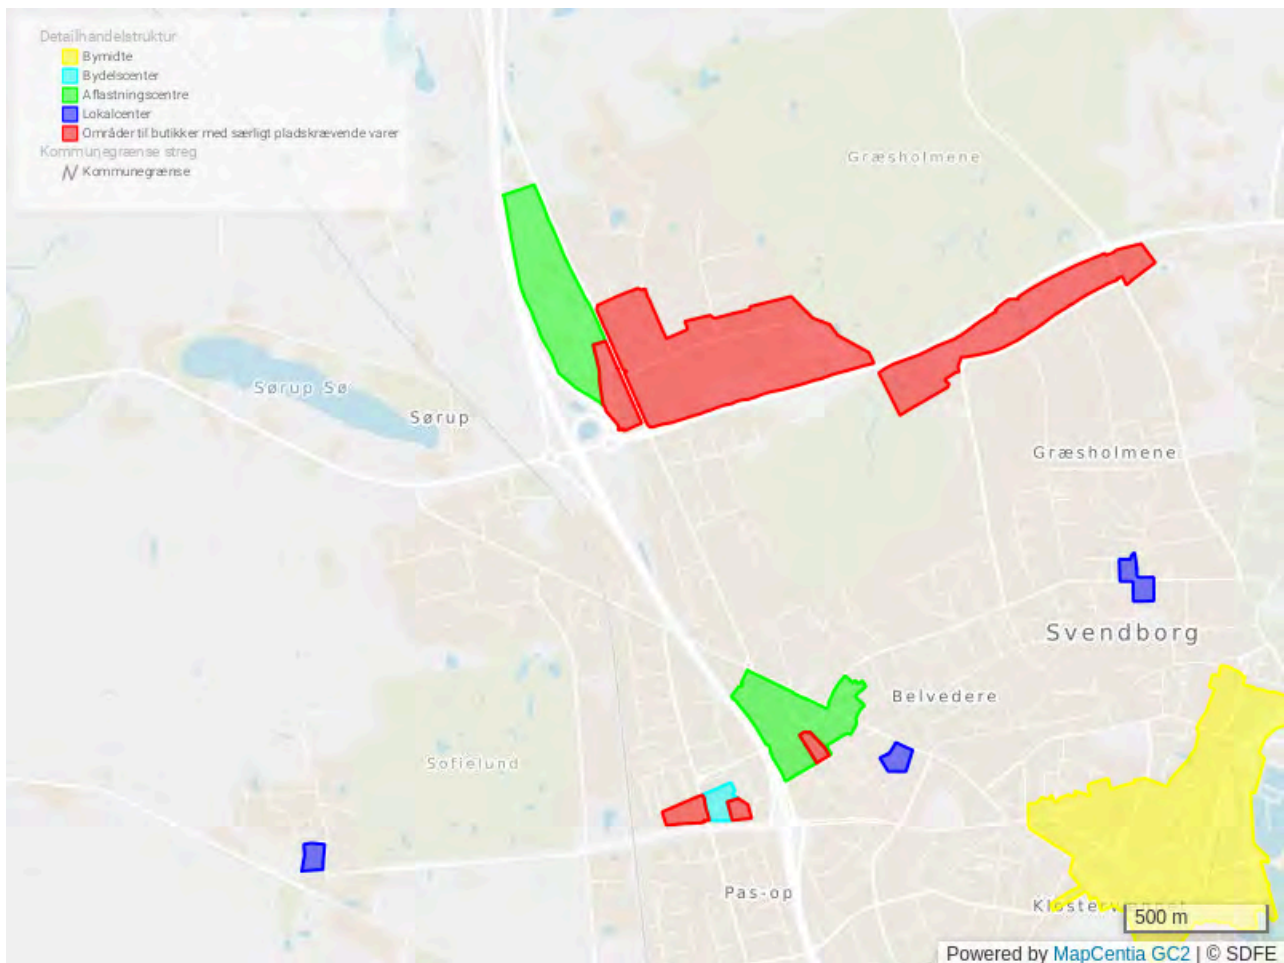 Detailhandelstruktur
Bymidte
Bydelscenter
Aflastningscentre
Lokalcenter
Områder til butikker med særligt pladskrævende varer
Kommunegrænse streg
Kommunegrænse
Græsholmene
Sørup Sø
Sørup
Græsholmene
Svendborg
Belvedere
Sofielund
Pas-op
500 m
Powered by MapCentia GC2 | © SDFE